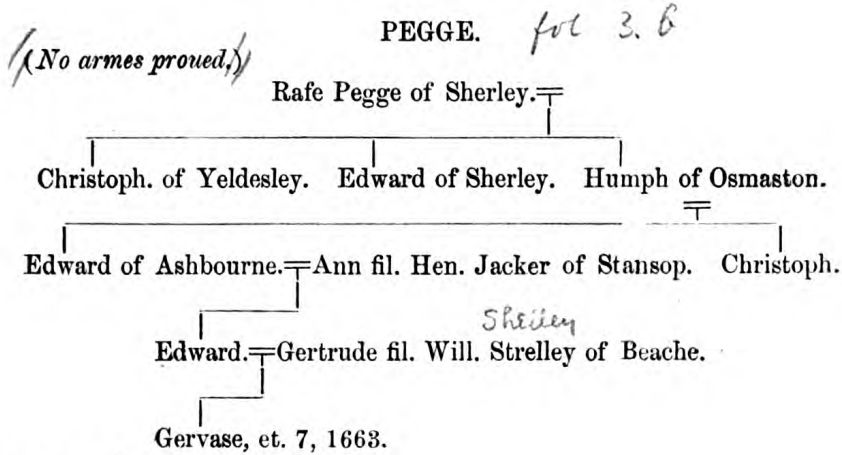 PEGGE. fol 3. 6
(No armes proued,)
Rafe Pegge of Sherley.
Christoph. of Yeldesley. Edward of Sherley. Humph of Osmaston.
Edward of Ashbourne. Ann fil. Hen. Jacker of Stansop. Christoph.
Edward. Gertrude fil. Will. Strelley of Beache.
Gervase, et. 7, 1663.